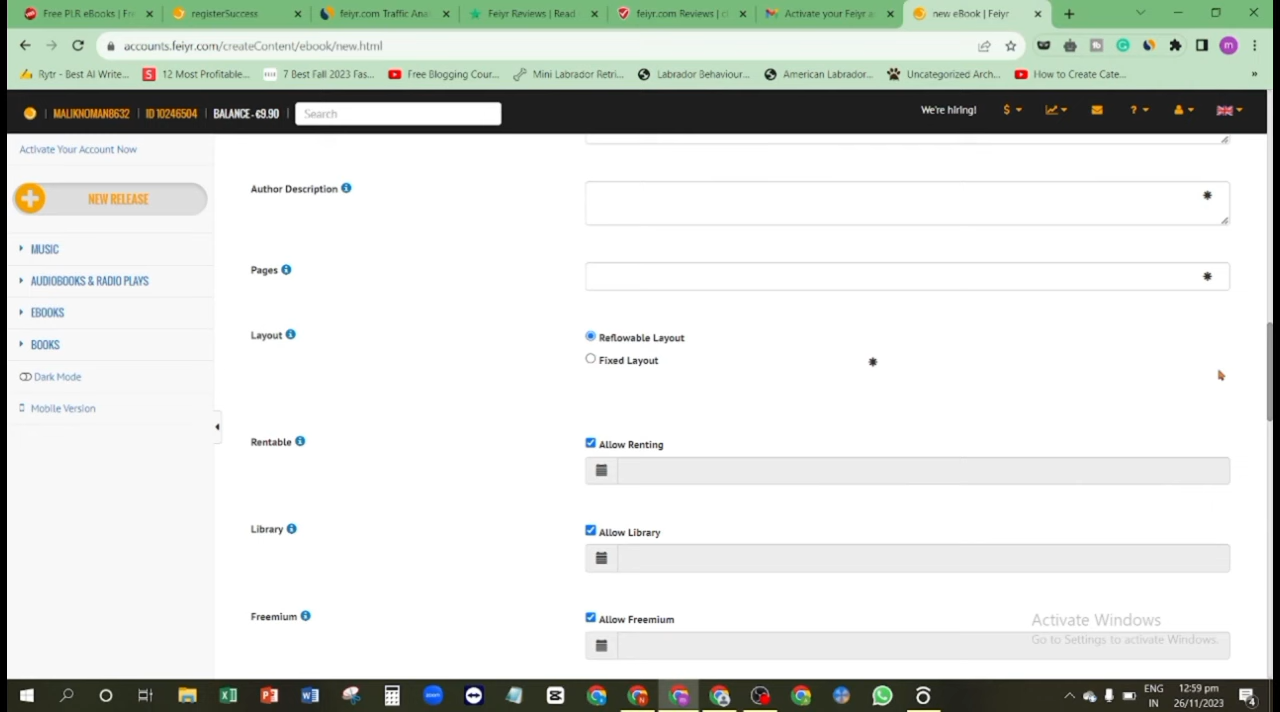 Free PLR eBooks | Fre
registerSuccess
feiyr.com Traffic Anal
Feiyr Reviews | Read
feiyr.com Reviews | cl
Activate your Feiyr a
new eBook | Feiyr
accounts.feiyr.com/createContent/ebook/new.html
Rytr - Best AI Write...
12 Most Profitable...
7 Best Fall 2023 Fas...
Free Blogging Cour...
Mini Labrador Retri...
Labrador Behaviour...
American Labrador...
Uncategorized Arch...
How to Create Cate...
MALIKNOMAN8632 | ID 10246504 | BALANCE -€9.90 | Search
We're hiring!
Activate Your Account Now
NEW RELEASE
MUSIC
AUDIOBOOKS & RADIO PLAYS
EBOOKS
BOOKS
Dark Mode
Mobile Version
Author Description
Pages
Layout
Reflowable Layout
Fixed Layout
Rentable
Allow Renting
Library
Allow Library
Freemium
Allow Freemium
Activate Windows
Go to Settings to activate Windows.
zoom
ENG
IN
12:59 pm
26/11/2023
4